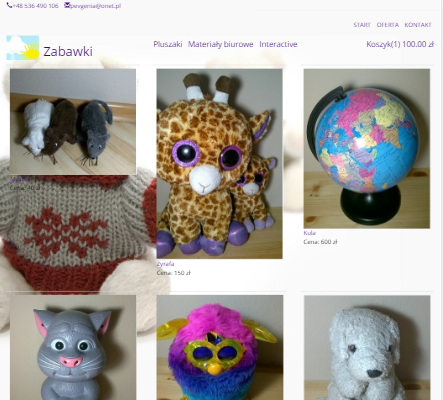 +48 536 490 106 pevgenia@onet.pl
START OFERTA KONTAKT
Zabawki
Pluszaki Materiały biurowe Interactive
Koszyk(1) 100.00 zł
Żyrafa
Cena: 150 zł
Kula
Cena: 600 zł